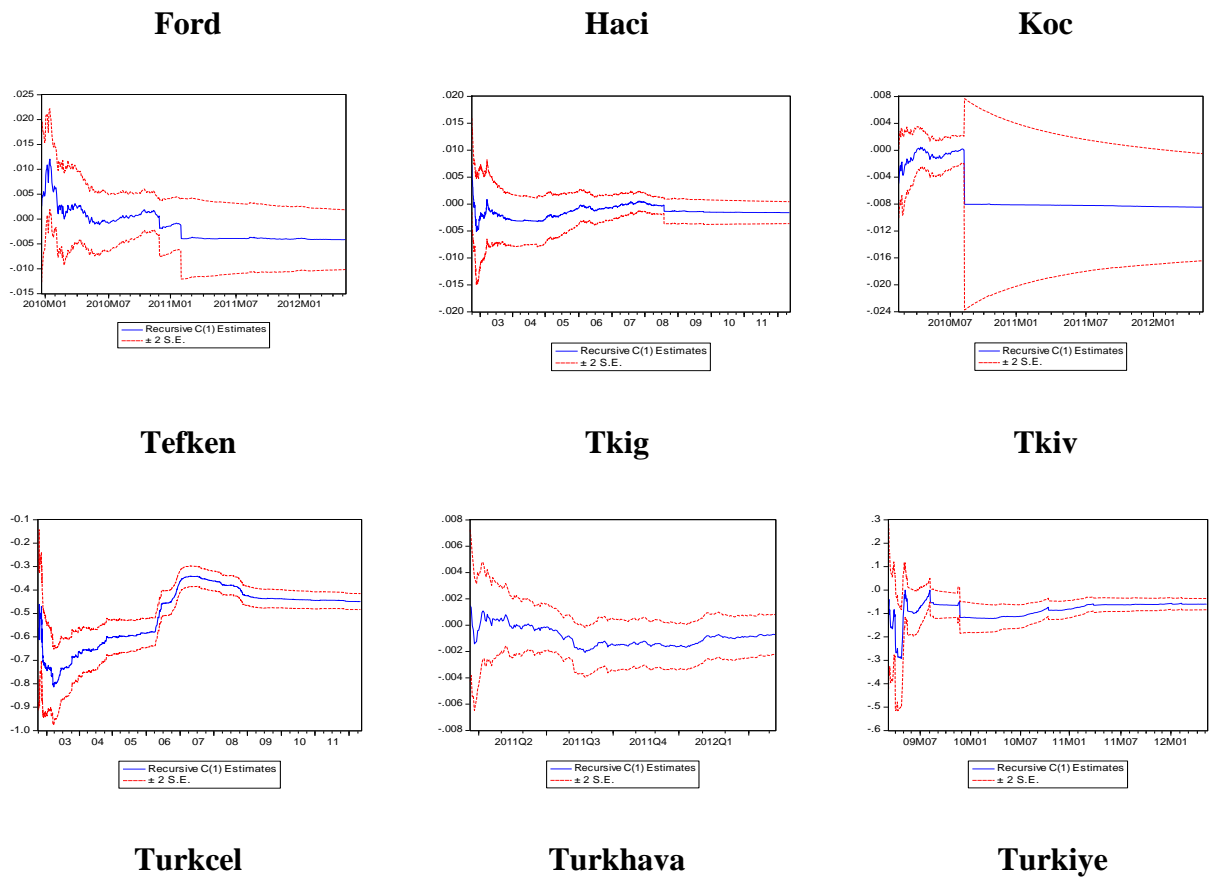 Ford Haci Koc
.025
.020
.015
.010
.005
.000
-.005
-.010
-.015
2010M01 2010M07 2011M01 2011M07 2012M01
Recursive C(1) Estimates
± 2 S.E.
.020
.015
.010
.005
.000
-.005
-.010
-.015
-.020
03 04 05 06 07 08 09 10 11
Recursive C(1) Estimates
± 2 S.E.
.008
.004
.000
-.004
-.008
-.012
-.016
-.020
-.024
2010M07 2011M01 2011M07 2012M01
Recursive C(1) Estimates
± 2 S.E.
Tefken Tkig Tkiv
-0.1
-0.2
-0.3
-0.4
-0.5
-0.6
-0.7
-0.8
-0.9
-1.0
03 04 05 06 07 08 09 10 11
Recursive C(1) Estimates
± 2 S.E.
.008
.006
.004
.002
.000
-.002
-.004
-.006
-.008
2011Q2 2011Q3 2011Q4 2012Q1
Recursive C(1) Estimates
± 2 S.E.
.3
.2
.1
.0
-.1
-.2
-.3
-.4
-.5
-.6
09M07 10M01 10M07 11M01 11M07 12M01
Recursive C(1) Estimates
± 2 S.E.
Turkcel Turkhava Turkiye